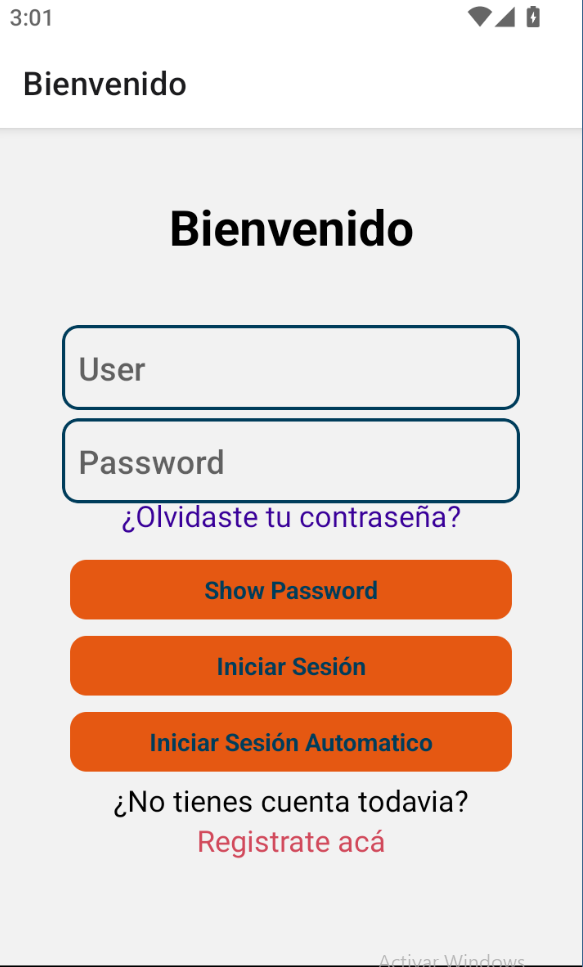 3:01
Bienvenido
Bienvenido
User
Password
¿Olvidaste tu contraseña?
Show Password
Iniciar Sesión
Iniciar Sesión Automatico
¿No tienes cuenta todavia?
Registrate acá
Activar Windows